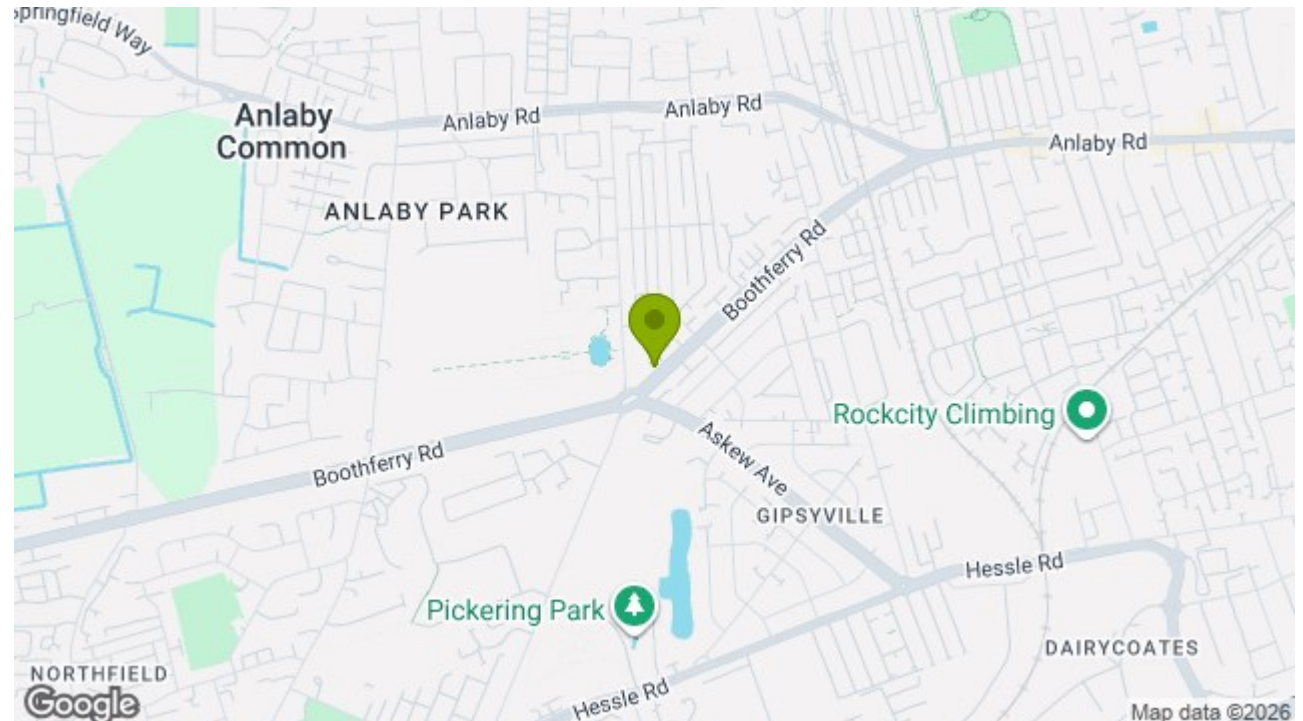 Springfield Way
Anlaby
Common
Anlaby Rd
Anlaby Rd
Anlaby Rd
ANLABY PARK
Boothferry Rd
Rockcity Climbing
Askew Ave
Boothferry Rd
GIPSYVILLE
Hessle Rd
Pickering Park
DAIRYCOATES
NORTHFIELD
Hessle Rd
Google
Map data ©2026